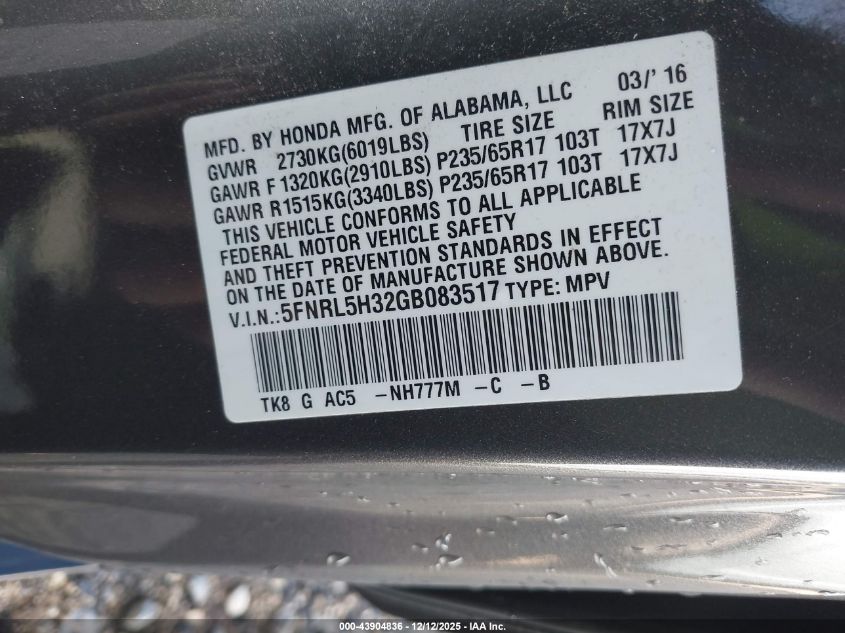 MFD. BY HONDA MFG. OF ALABAMA, LLC 03/'16
GVWR 2730KG(6019LBS) TIRE SIZE RIM SIZE
GAWR F 1320KG(2910LBS) P235/65R17 103T 17X7J
GAWR R1515KG(3340LBS) P235/65R17 103T 17X7J
THIS VEHICLE CONFORMS TO ALL APPLICABLE
FEDERAL MOTOR VEHICLE SAFETY
AND THEFT PREVENTION STANDARDS IN EFFECT
ON THE DATE OF MANUFACTURE SHOWN ABOVE.
V.I.N.:5FNRL5H32GB083517 TYPE: MPV
TK8 G AC5 -NH777M -C -B
000-43904836 - 12/12/2025 - IAA Inc.